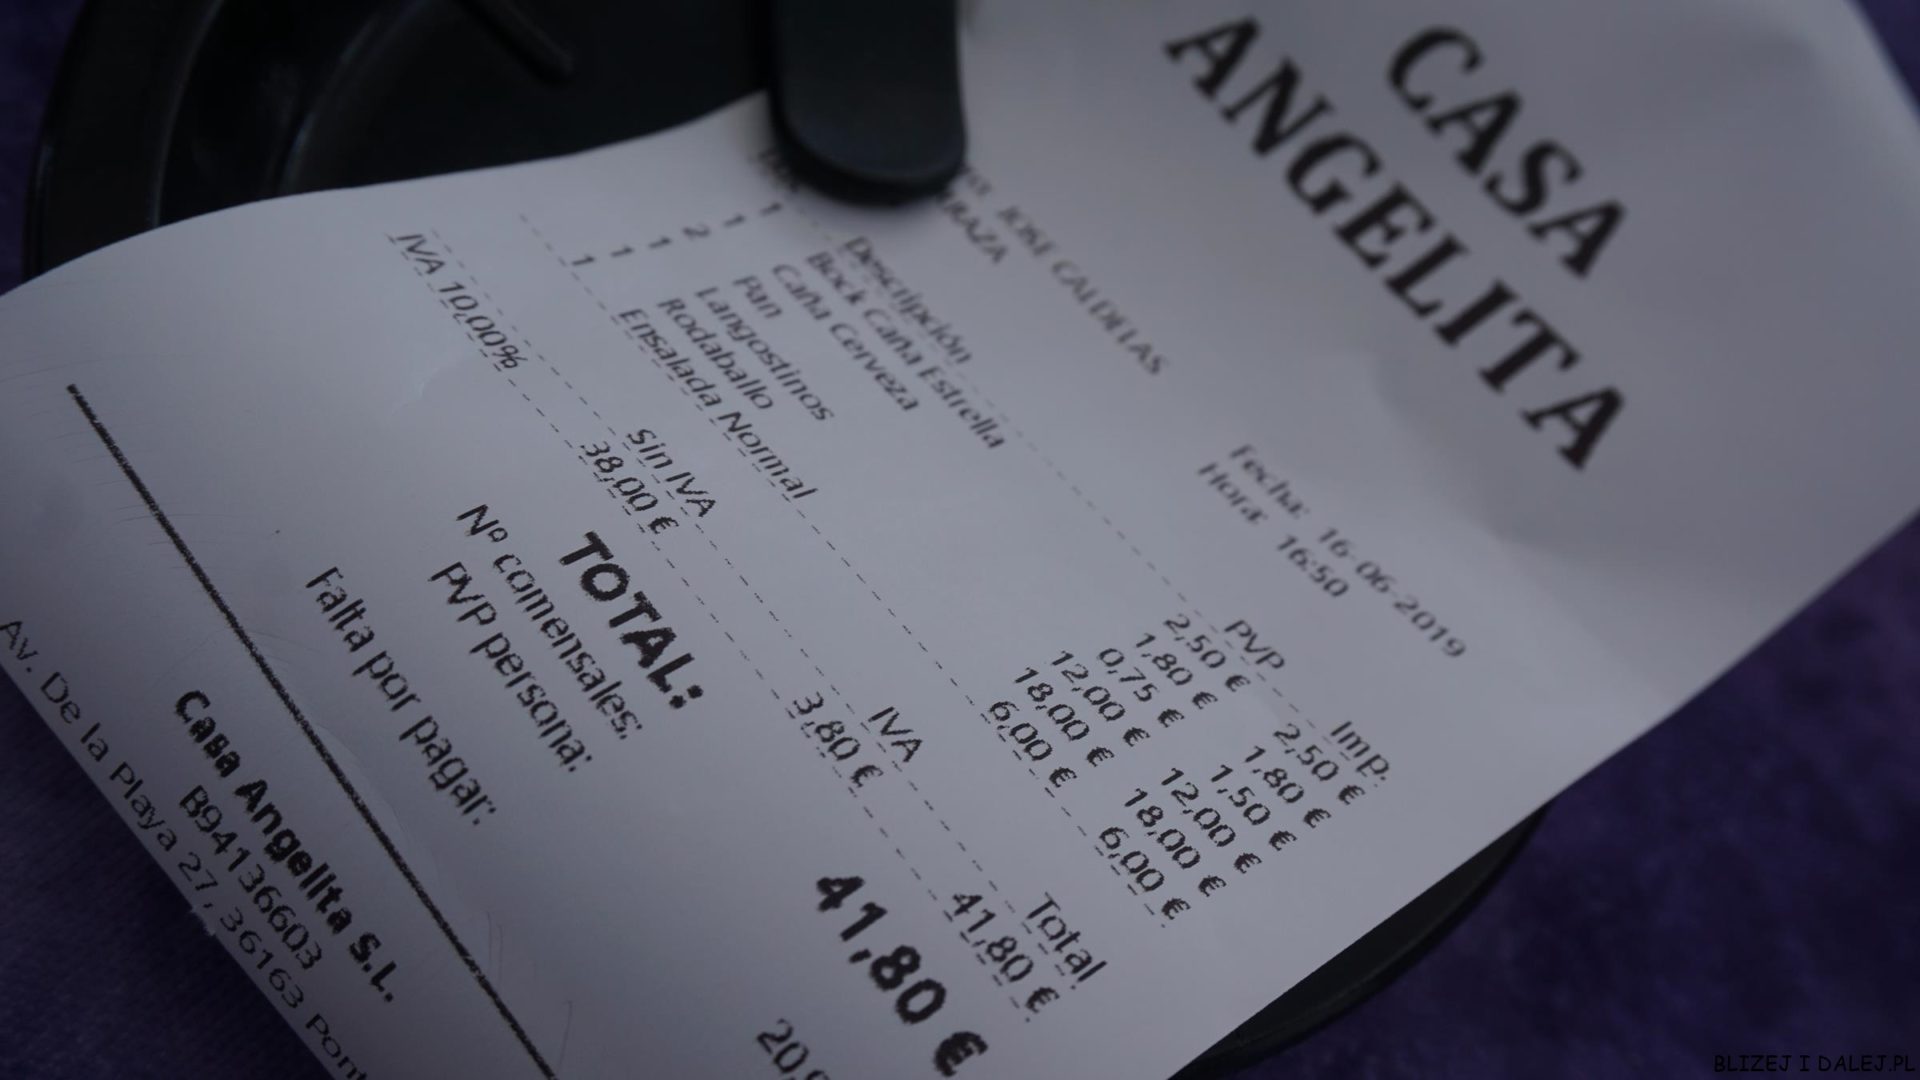 CASA
ANGELITA
JOSE CALDELAS
Fecha: 16-06-2019
Hora: 16:50
Descripción PVP Imp.
1 Bock Caña Estrella 2,50 € 2,50 €
1 Caña Cerveza 1,80 € 1,80 €
2 Pan 0,75 € 1,50 €
1 Langostinos 12,00 € 12,00 €
1 Rodaballo 18,00 € 18,00 €
1 Ensalada Normal 6,00 € 6,00 €
sin IVA IVA Total
IVA 10,00% 38,00 € 3,80 € 41,80 €
TOTAL: 41,80 €
Nº comensales:
PVP persona: 20,9
Falta por pagar:
Casa Angelita S.L.
B94136603
Av. De la Playa 27, 36163 Pont
BLIZEJ I DALEJ.PL